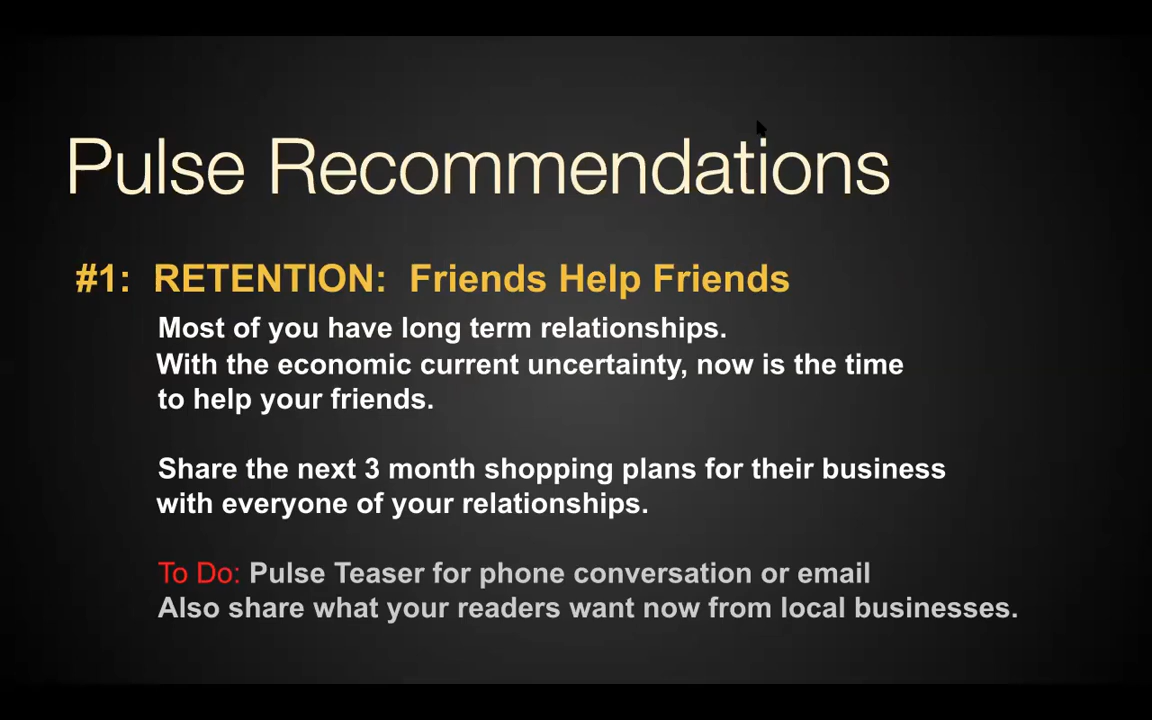 Pulse Recommendations
#1: RETENTION: Friends Help Friends
Most of you have long term relationships.
With the economic current uncertainty, now is the time
to help your friends.
Share the next 3 month shopping plans for their business
with everyone of your relationships.
To Do: Pulse Teaser for phone conversation or email
Also share what your readers want now from local businesses.